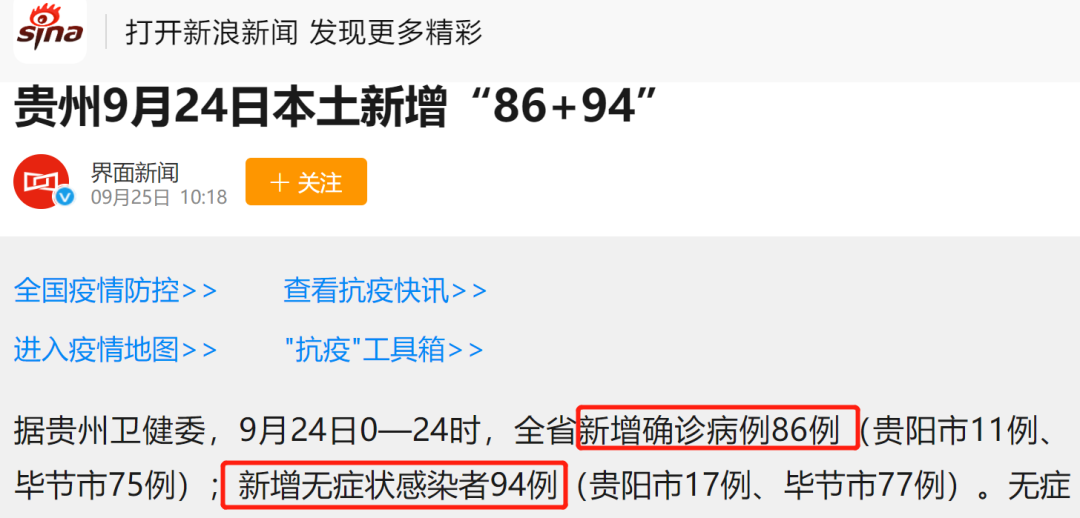 sina
打开新浪新闻 发现更多精彩
贵州9月24日本土新增“86+94”
界面新闻
09月25日 10:18
+ 关注
全国疫情防控>> 查看抗疫快讯>>
进入疫情地图>> "抗疫"工具箱>>
据贵州卫健委，9月24日0—24时，全省新增确诊病例86例（贵阳市11例、
毕节市75例）；新增无症状感染者94例（贵阳市17例、毕节市77例）。无症